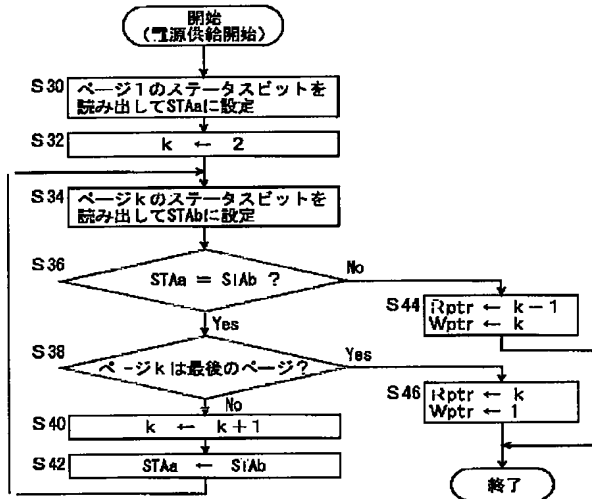 開始
(電源供給開始)
S30
ページ1のステータスビットを
読み出してSTAaに設定
S32
k ← 2
S34
ページkのステータスビットを
読み出してSTAbに設定
S36
STAa = STAb ?
No
S44
Rptr ← k-1
Wptr ← k
Yes
S38
ページkは最後のページ?
Yes
S46
Rptr ← k
Wptr ← 1
No
S40
k ← k+1
S42
STAa ← STAb
終了